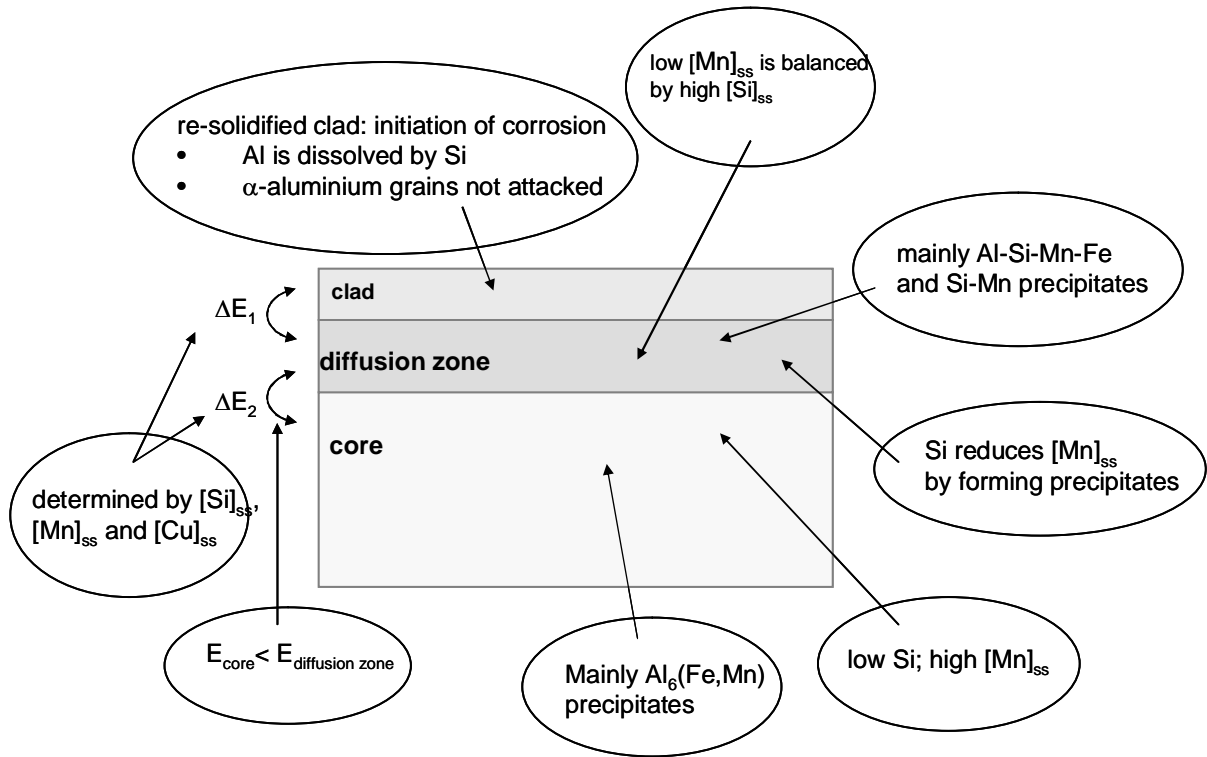 low [Mn]ss is balanced
by high [Si]ss
re-solidified clad: initiation of corrosion
• Al is dissolved by Si
• α-aluminium grains not attacked
mainly Al-Si-Mn-Fe
and Si-Mn precipitates
clad
ΔE1
diffusion zone
ΔE2
core
Si reduces [Mn]ss
by forming precipitates
determined by [Si]ss,
[Mn]ss and [Cu]ss
Ecore< Ediffusion zone
Mainly Al6(Fe,Mn)
precipitates
low Si; high [Mn]ss